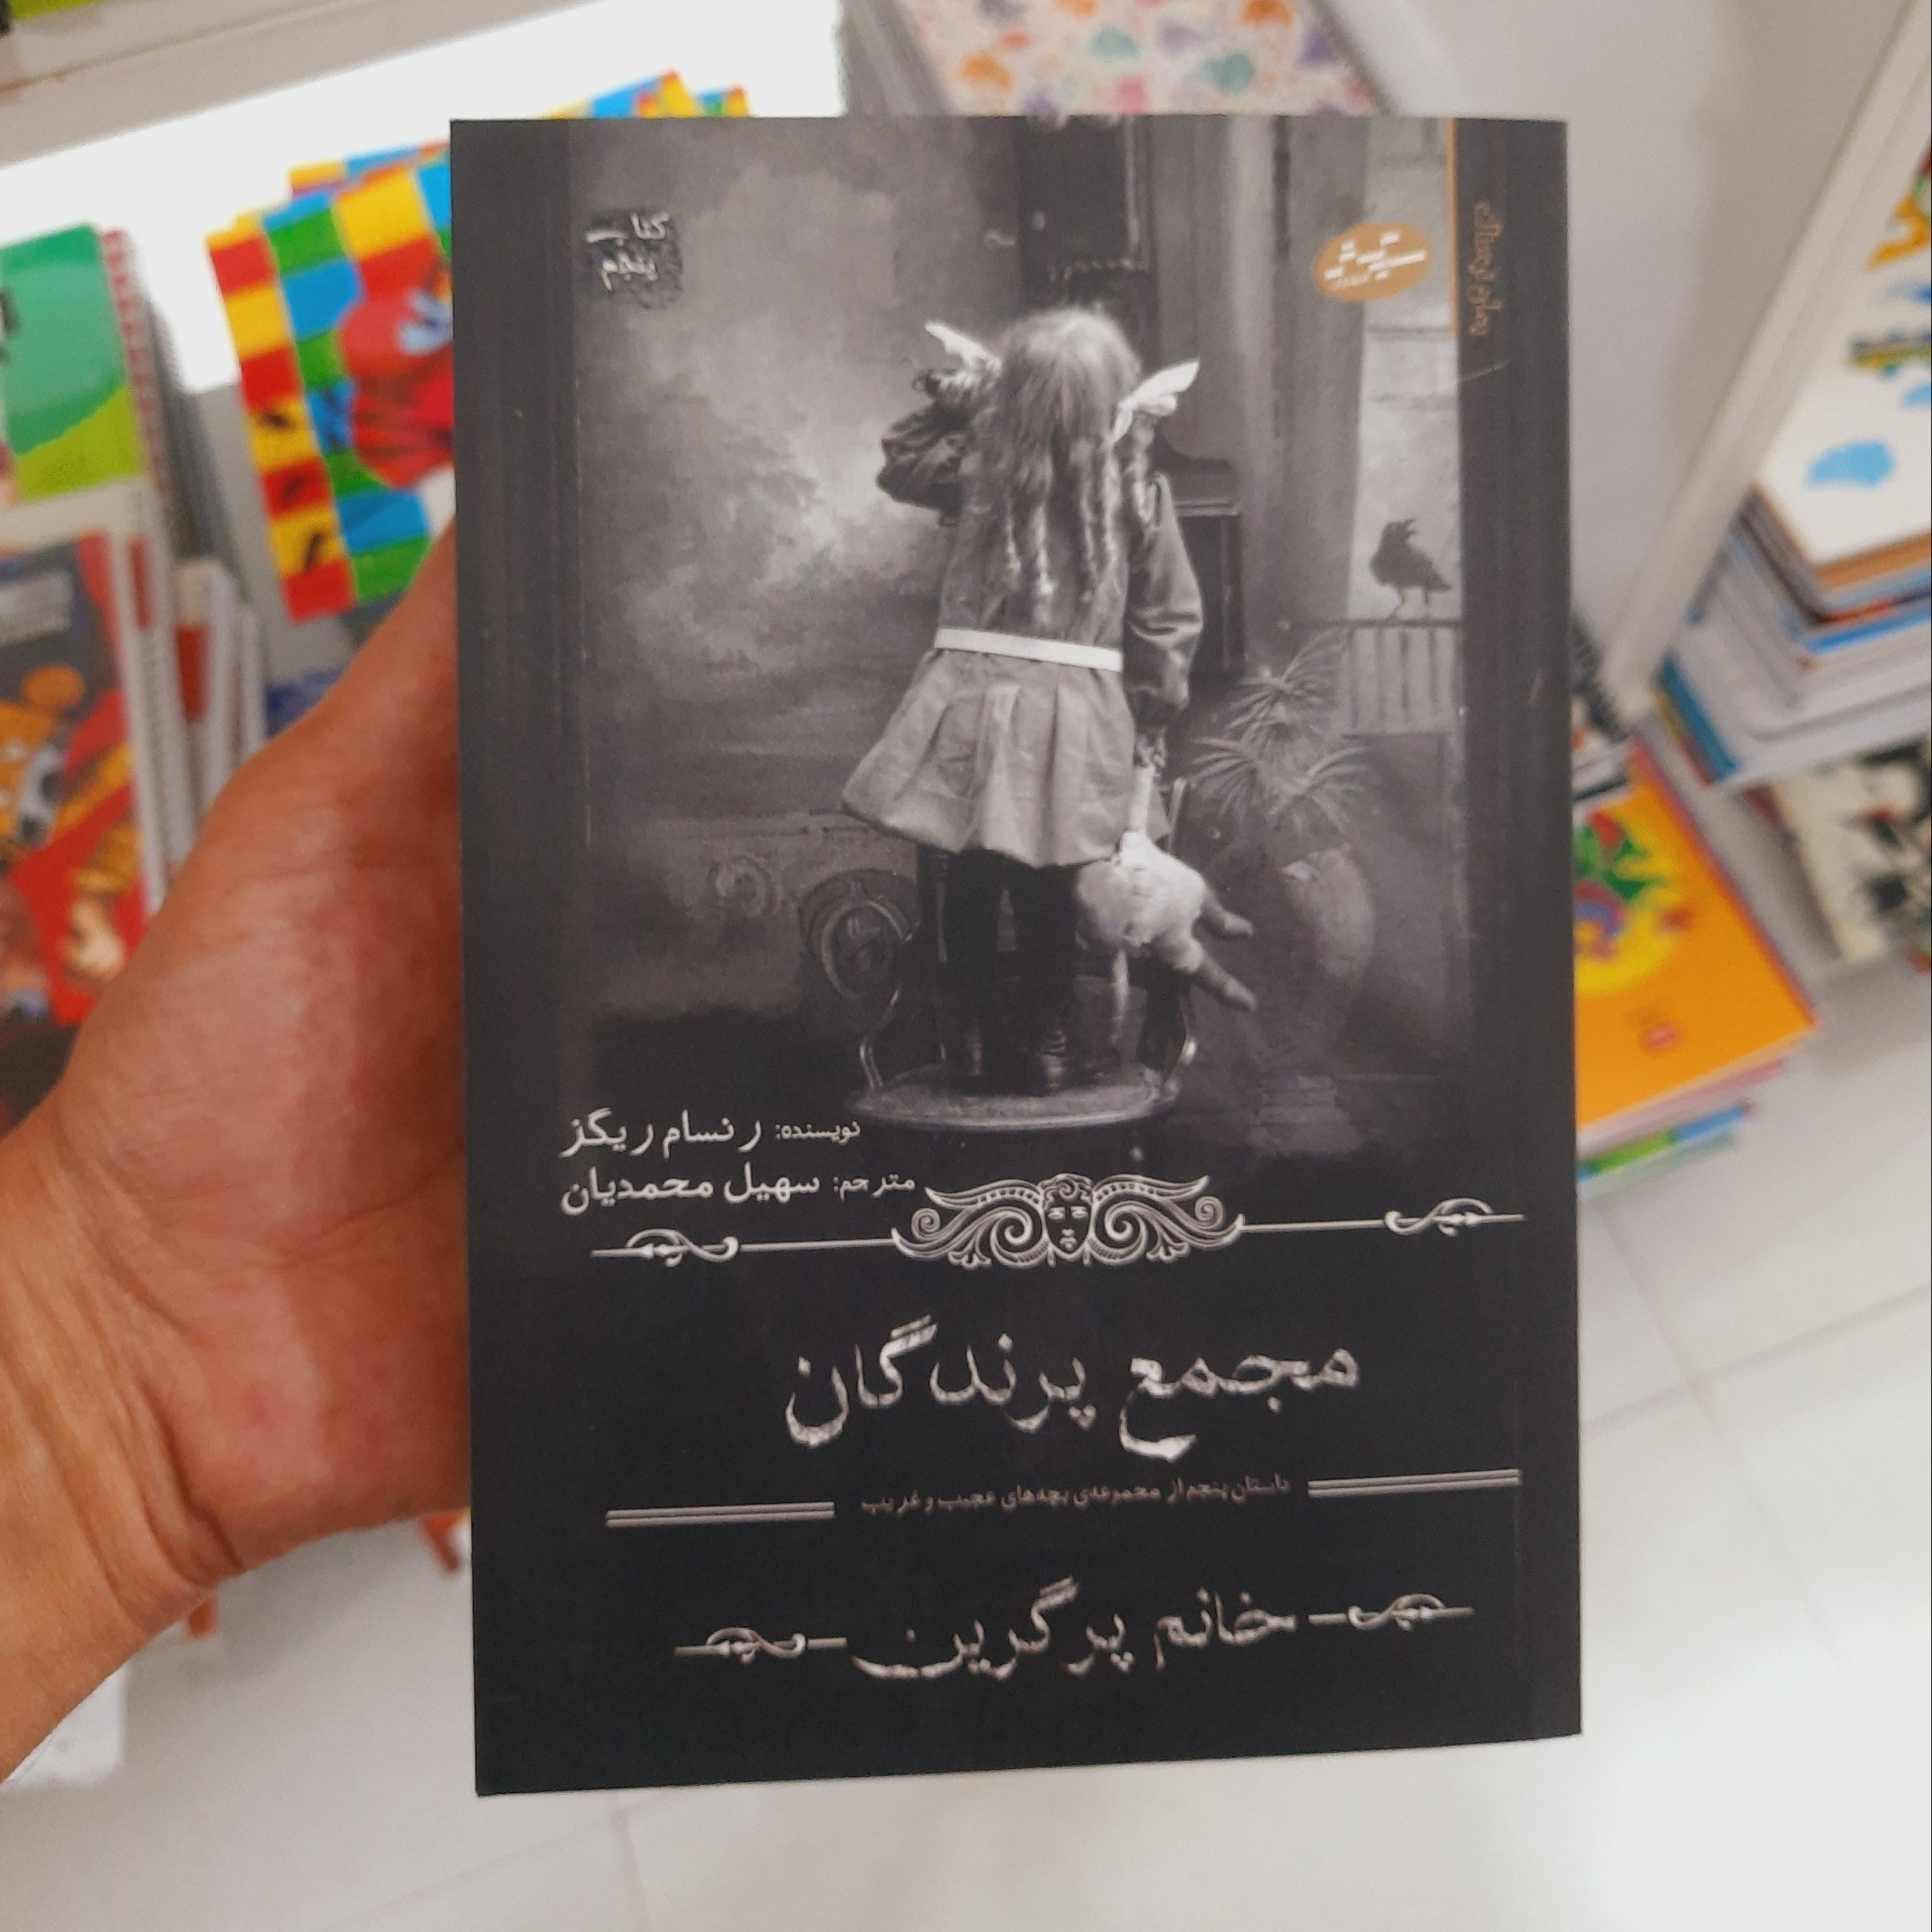 کتاب
پنجم
نویسنده: رنسام ریگز
مترجم: سهیل محمدیان
مجمع پرندگان
داستان پنجم از مجموعه‌ی بچه‌های عجیب و غریب
خانم پرگرین